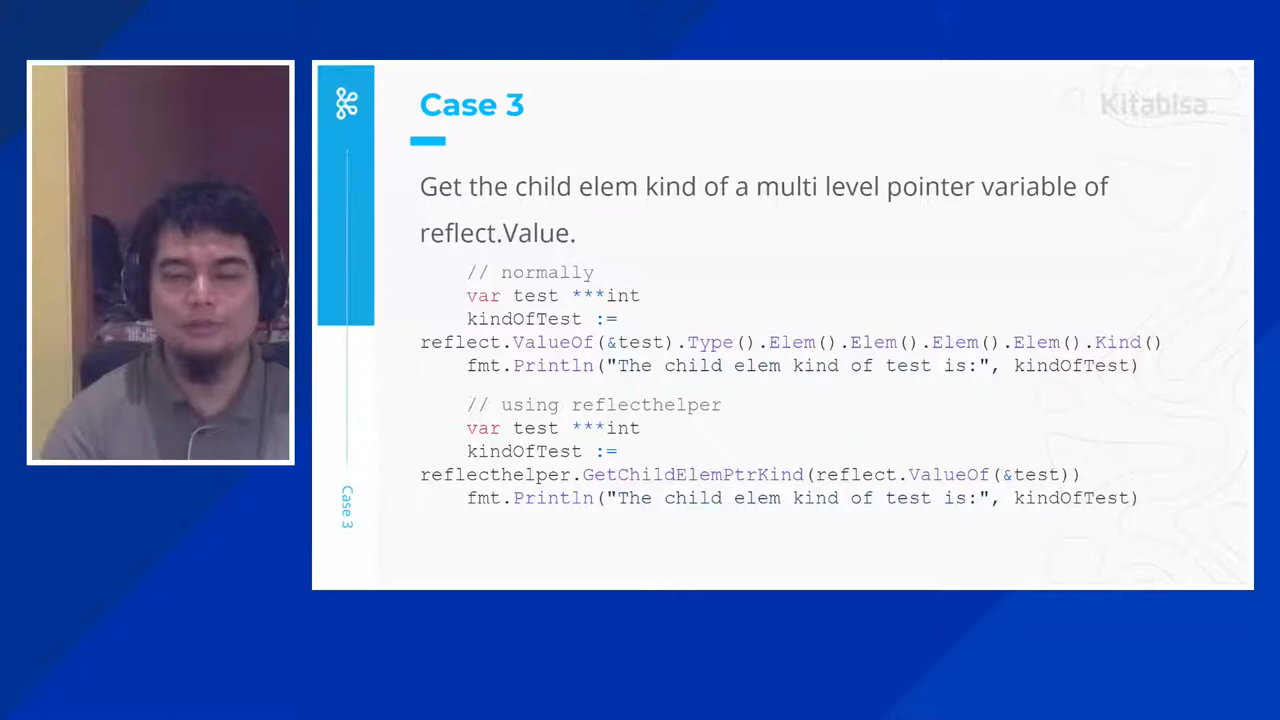 Case 3
Kitabisa
Get the child elem kind of a multi level pointer variable of
reflect.Value.
// normally
var test ***int
kindOfTest :=
reflect.ValueOf(&test).Type().Elem().Elem().Elem().Elem().Kind()
fmt.Println("The child elem kind of test is:", kindOfTest)
// using reflecthelper
var test ***int
kindOfTest :=
reflecthelper.GetChildElemPtrKind(reflect.ValueOf(&test))
fmt.Println("The child elem kind of test is:", kindOfTest)
Case 3